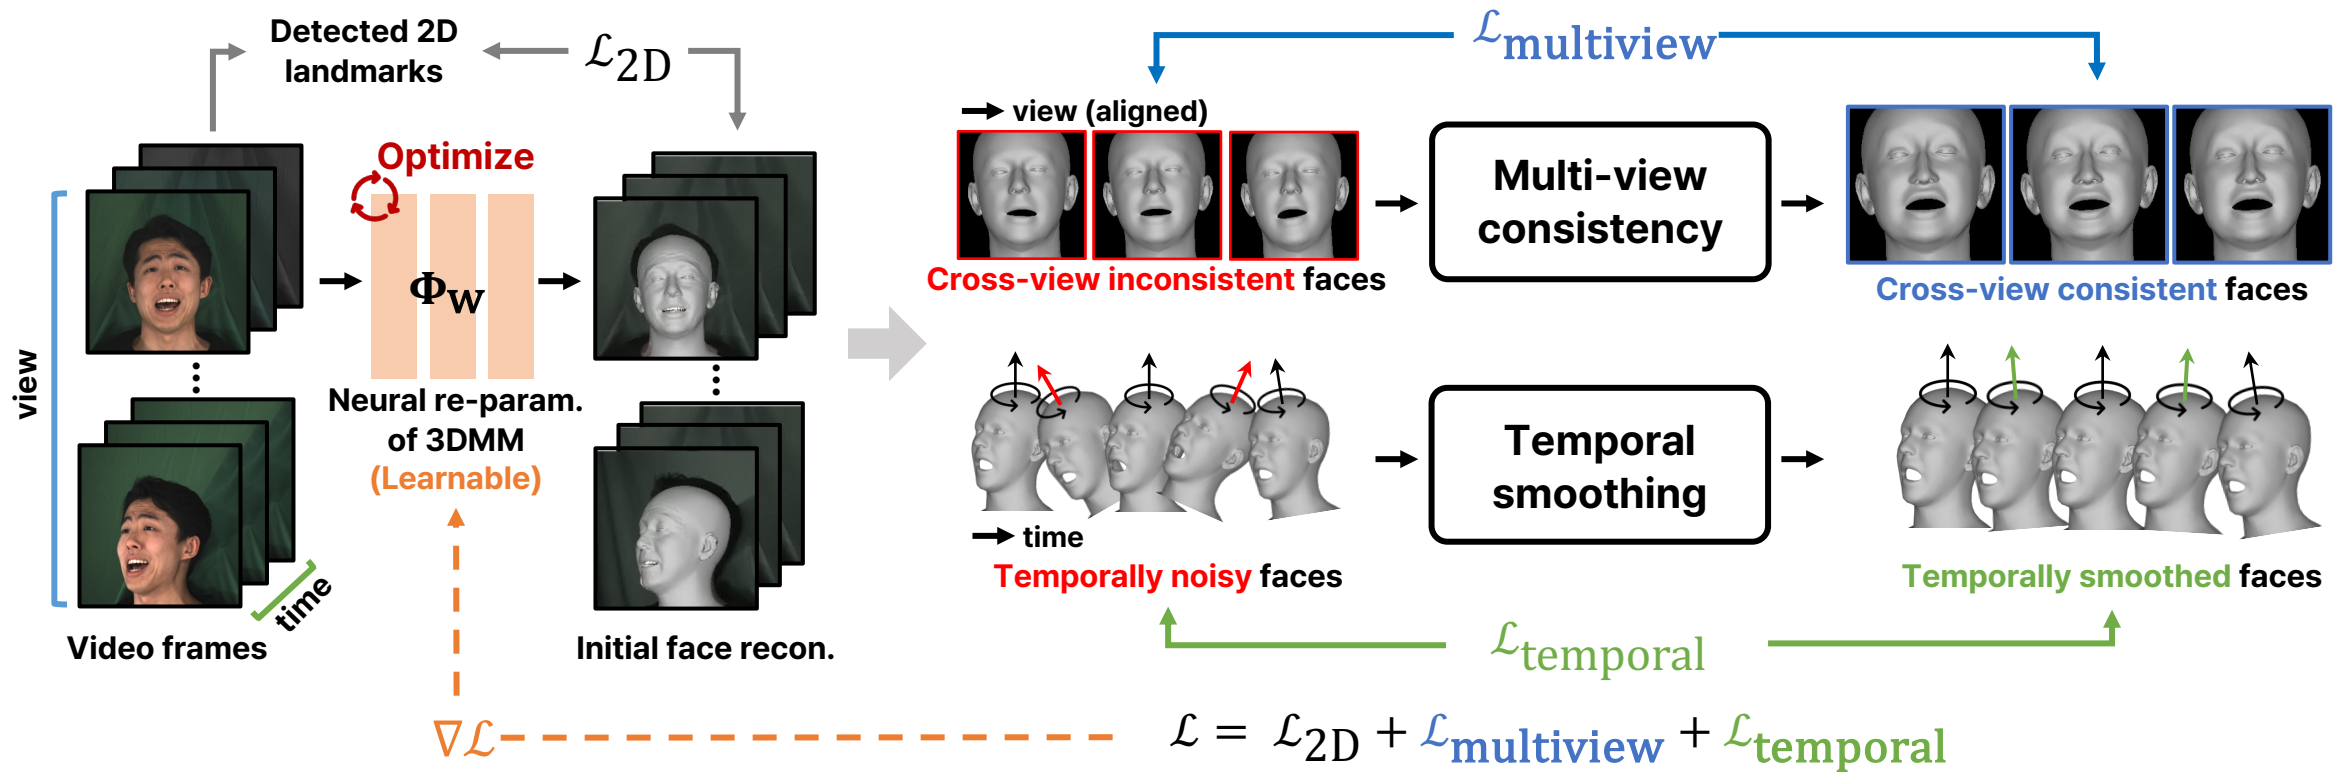 Detected 2D
landmarks
ℒ2D
Optimize
Φw
Neural re-param.
of 3DMM
(Learnable)
view
time
Video frames
Initial face recon.
ℒmultiview
view (aligned)
Cross-view inconsistent faces
Multi-view
consistency
Cross-view consistent faces
time
Temporally noisy faces
Temporal
smoothing
Temporally smoothed faces
ℒtemporal
∇ℒ
ℒ = ℒ2D + ℒmultiview + ℒtemporal